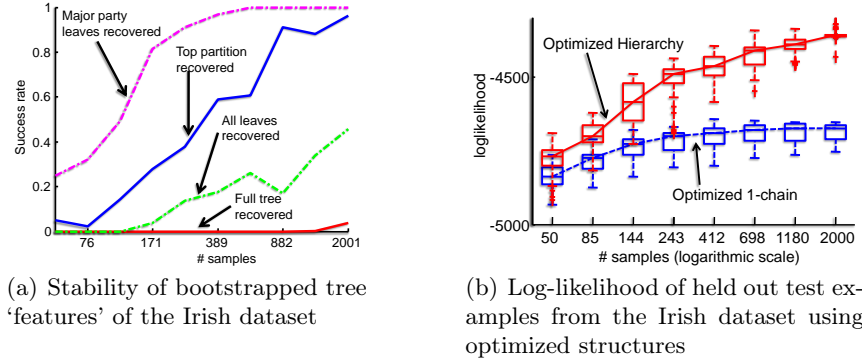 Major party
leaves recovered
Top partition
recovered
All leaves
recovered
Full tree
recovered
Success rate
1
0.8
0.6
0.4
0.2
0
76
171
389
882
2001
# samples
(a) Stability of bootstrapped tree
‘features’ of the Irish dataset
Optimized Hierarchy
Optimized 1-chain
loglikelihood
-4500
-5000
50
85
144
243
412
698
1180
2000
# samples (logarithmic scale)
(b) Log-likelihood of held out test ex-
amples from the Irish dataset using
optimized structures